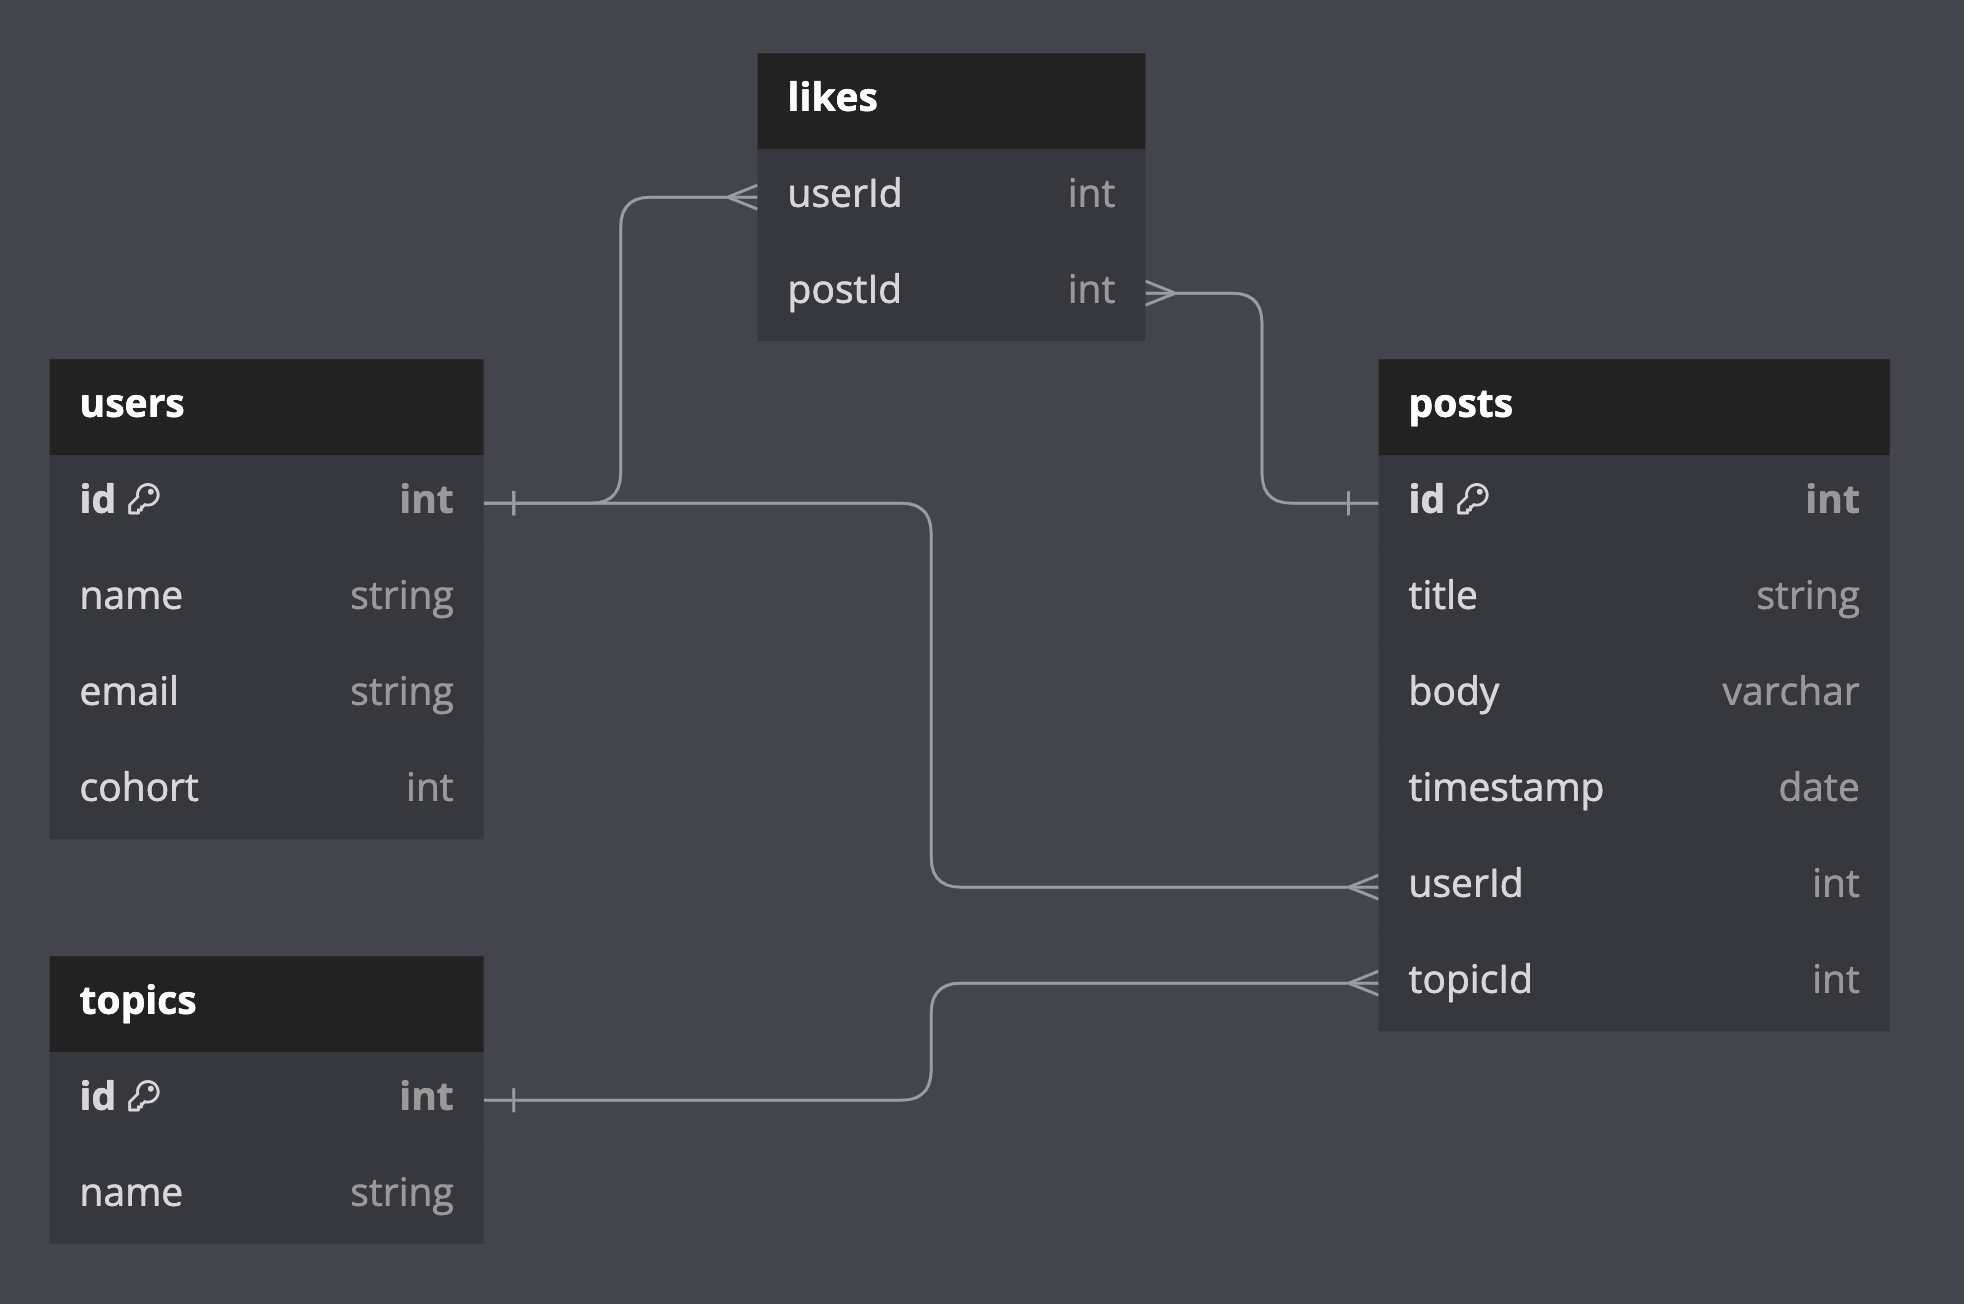 likes
userId int
postId int
users
id int
name string
email string
cohort int
posts
id int
title string
body varchar
timestamp date
userId int
topicId int
topics
id int
name string